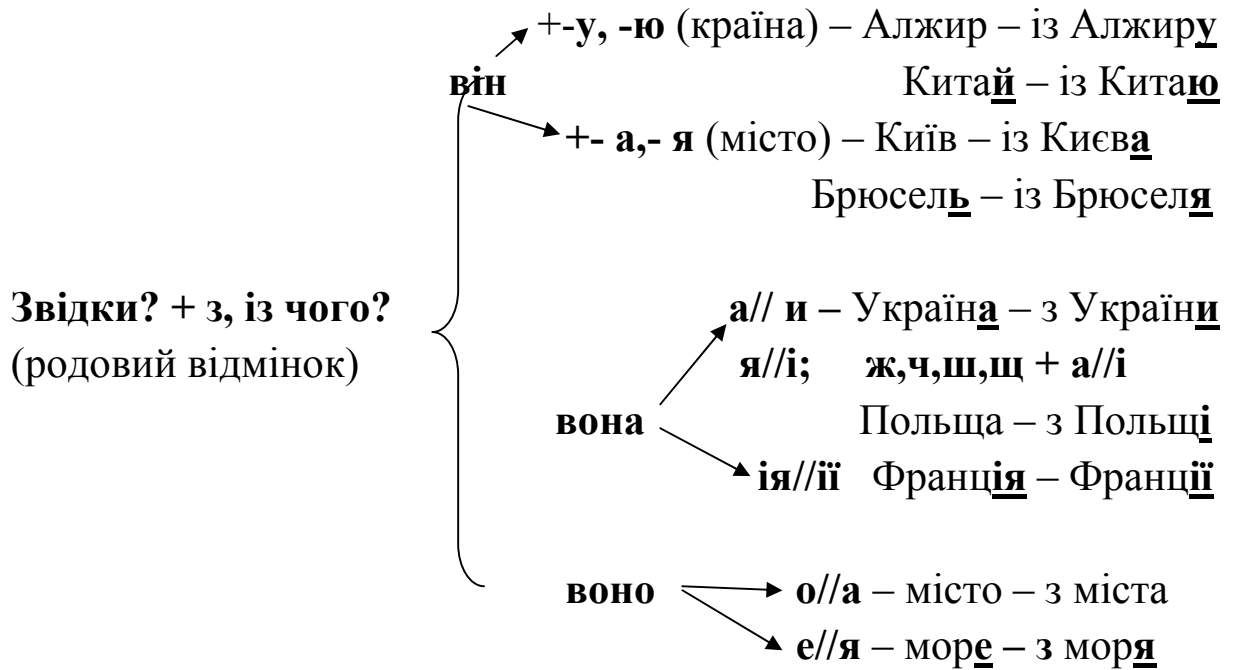 +-у, -ю (країна) – Алжир – із Алжиру
він
Китай – із Китаю
+- а,- я (місто) – Київ – із Києва
Брюсель – із Брюселя
Звідки? + з, із чого?
(родовий відмінок)
а// и – Україна – з України
я//і; ж,ч,ш,щ + а//і
вона
Польща – з Польщі
ія//ії Франція – Франції
воно
о//а – місто – з міста
е//я – море – з моря